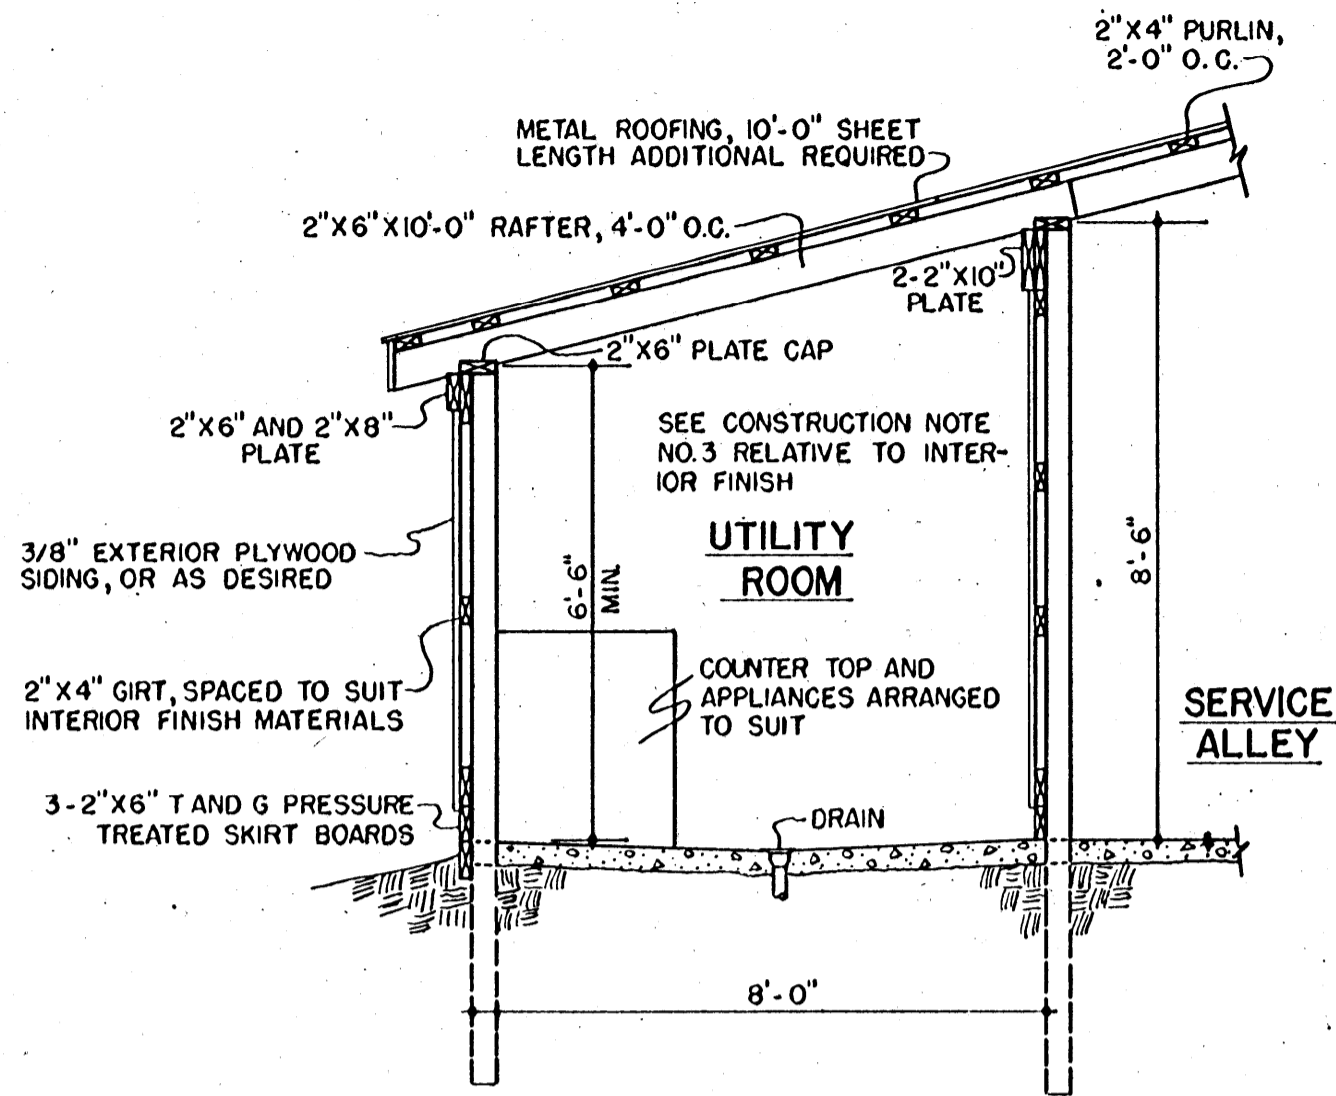 2"X4" PURLIN,
2'-0" O.C.
METAL ROOFING, 10'-0" SHEET
LENGTH ADDITIONAL REQUIRED
2"X6"X10'-0" RAFTER, 4'-0" O.C.
2-2"X10"
PLATE
2"X6" PLATE CAP
2"X6" AND 2"X8"
PLATE
SEE CONSTRUCTION NOTE
NO.3 RELATIVE TO INTER-
IOR FINISH
UTILITY
ROOM
3/8" EXTERIOR PLYWOOD
SIDING, OR AS DESIRED
6'-6"
MIN.
8'-6"
2"X4" GIRT, SPACED TO SUIT
INTERIOR FINISH MATERIALS
COUNTER TOP AND
APPLIANCES ARRANGED
TO SUIT
SERVICE
ALLEY
3-2"X6" T AND G PRESSURE
TREATED SKIRT BOARDS
DRAIN
8'-0"